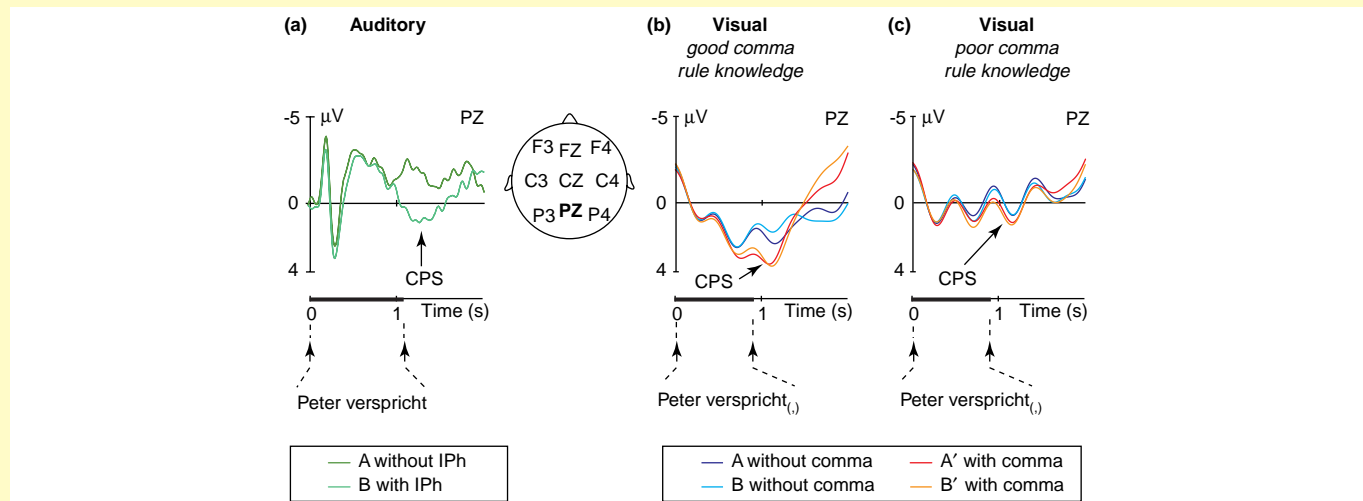 (a) Auditory
(b) Visual
good comma
rule knowledge
(c) Visual
poor comma
rule knowledge
-5
μV
PZ
0
4
CPS
0
1
Time (s)
Peter verspricht
F3 FZ F4
C3 CZ C4
P3 PZ P4
-5
μV
PZ
0
4
CPS
0
1
Time (s)
Peter verspricht(,)
-5
μV
PZ
0
4
CPS
0
1
Time (s)
Peter verspricht(,)
A without IPh
B with IPh
A without comma
B without comma
A′ with comma
B′ with comma